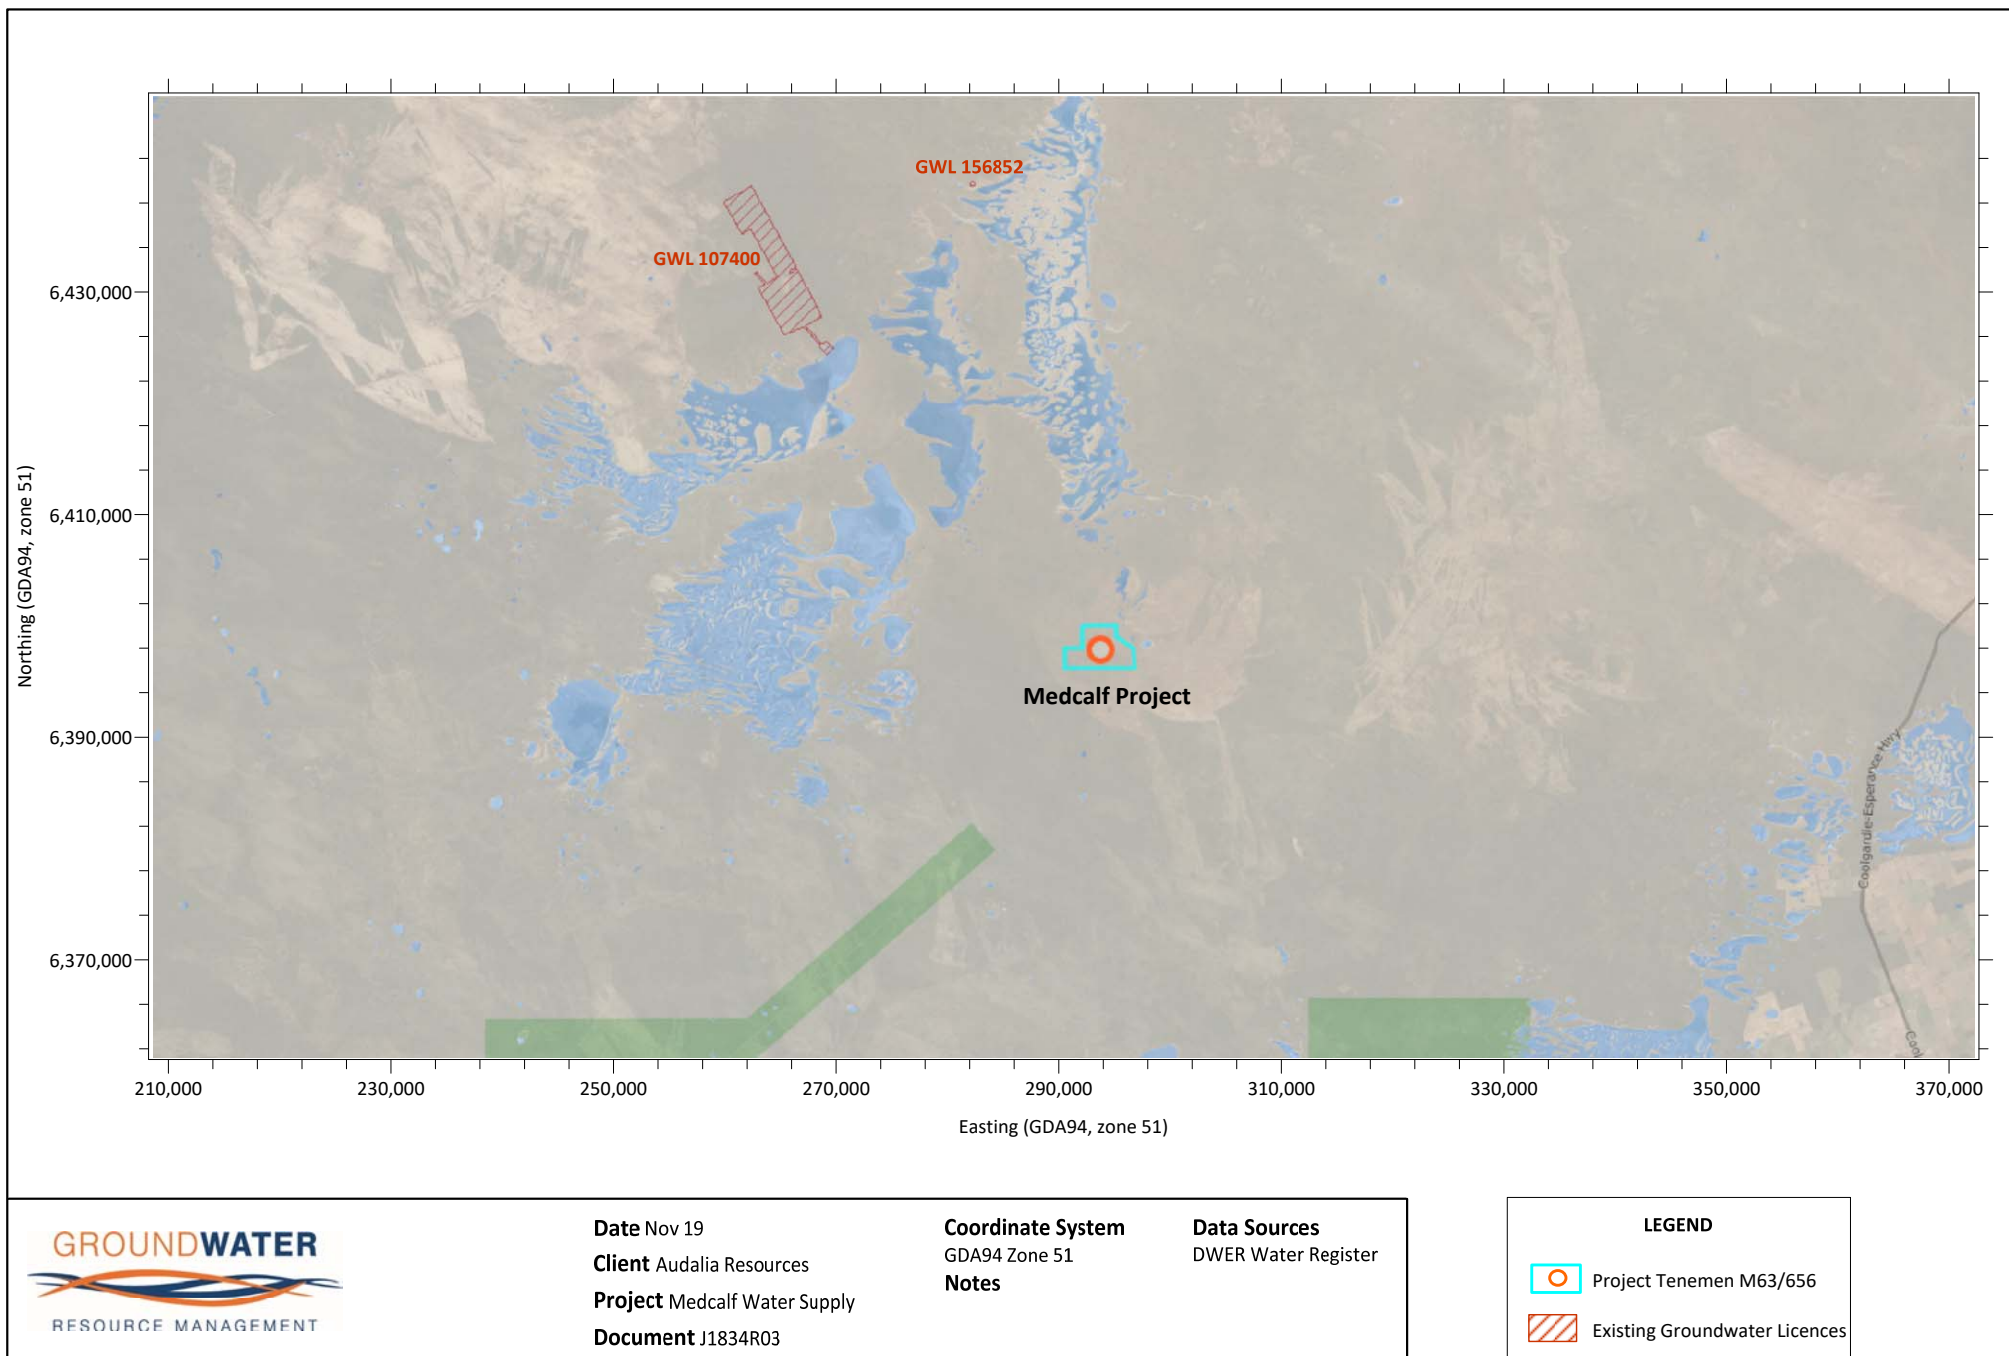 GWL 156852
GWL 107400
6,430,000
6,410,000
6,390,000
6,370,000
Northing (GDA94, zone 51)
Medcalf Project
Coolgardie-Esperance Hwy
Cool
210,000 230,000 250,000 270,000 290,000 310,000 330,000 350,000 370,000
Easting (GDA94, zone 51)
GROUNDWATER
RESOURCE MANAGEMENT
Date Nov 19
Client Audalia Resources
Project Medcalf Water Supply
Document J1834R03
Coordinate System
GDA94 Zone 51
Notes
Data Sources
DWER Water Register
LEGEND
Project Tenemen M63/656
Existing Groundwater Licences